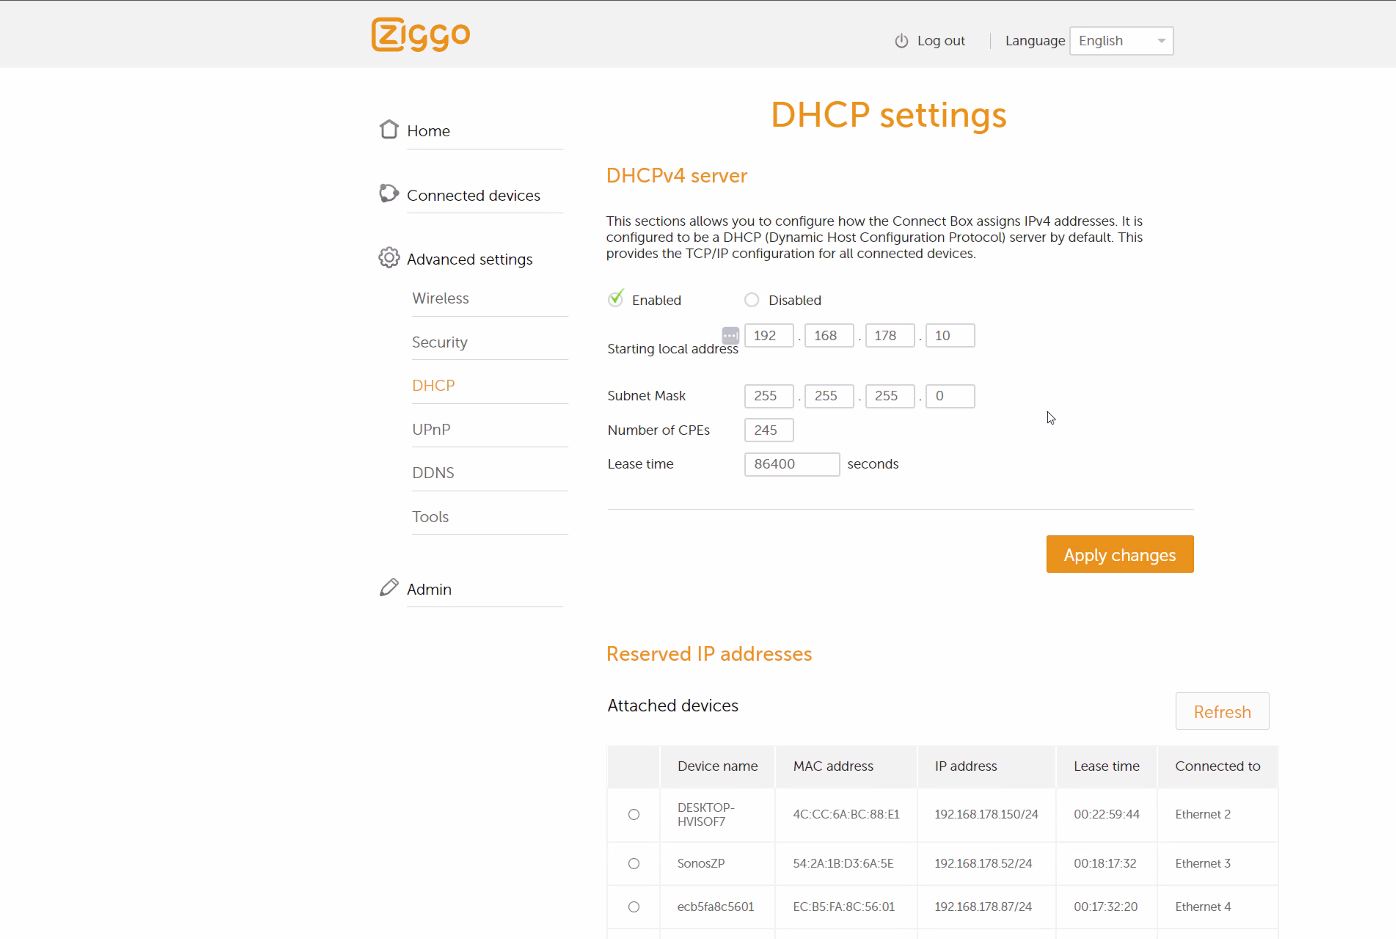 ziggo
Log out
Language
English
Home
Connected devices
Advanced settings
Wireless
Security
DHCP
UPnP
DDNS
Tools
Admin
DHCP settings
DHCPv4 server
This sections allows you to configure how the Connect Box assigns IPv4 addresses. It is
configured to be a DHCP (Dynamic Host Configuration Protocol) server by default. This
provides the TCP/IP configuration for all connected devices.
Enabled Disabled
Starting local address 192 . 168 . 178 . 10
Subnet Mask 255 . 255 . 255 . 0
Number of CPEs 245
Lease time 86400 seconds
Apply changes
Reserved IP addresses
Attached devices
Refresh
Device name MAC address IP address Lease time Connected to
DESKTOP-
HVISOF7 4C:CC:6A:BC:88:E1 192.168.178.150/24 00:22:59:44 Ethernet 2
SonosZP 54:2A:1B:D3:6A:5E 192.168.178.52/24 00:18:17:32 Ethernet 3
ecb5fa8c5601 EC:B5:FA:8C:56:01 192.168.178.87/24 00:17:32:20 Ethernet 4